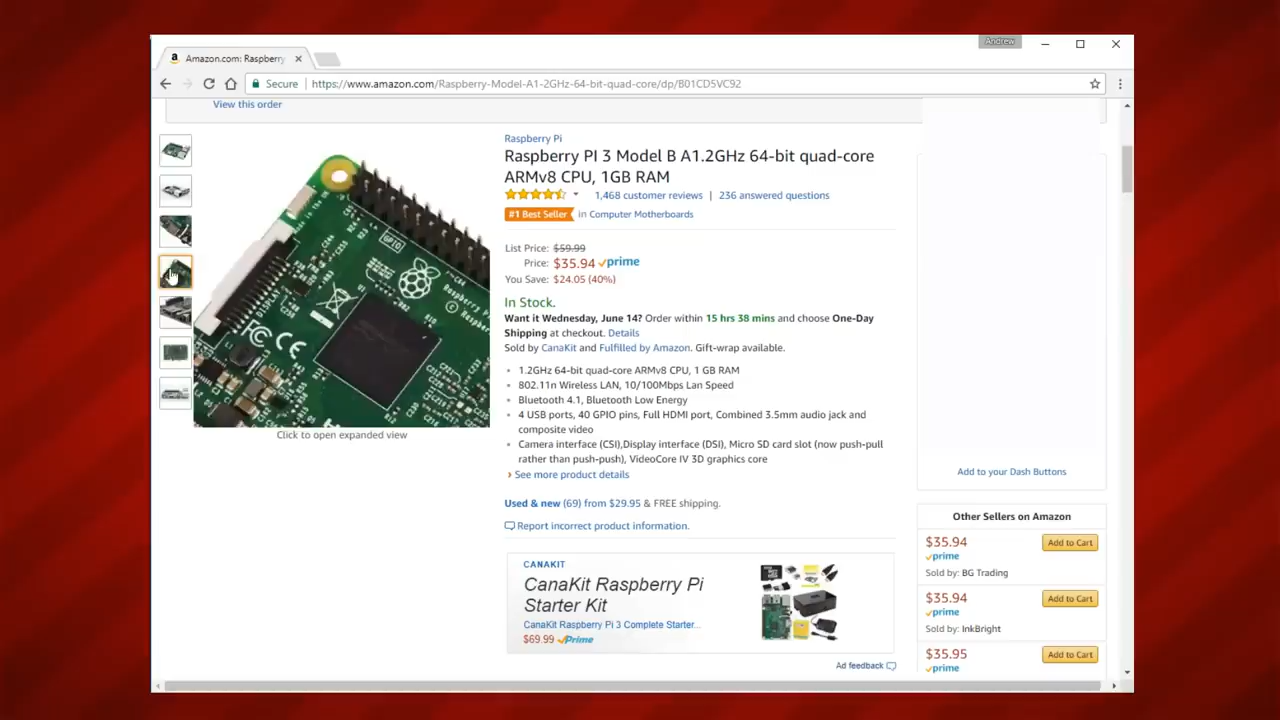 Andrew
Amazon.com: Raspberry
Secure
https://www.amazon.com/Raspberry-Model-A1-2GHz-64-bit-quad-core/dp/B01CD5VC92
View this order
Raspberry Pi
Raspberry PI 3 Model B A1.2GHz 64-bit quad-core
ARMv8 CPU, 1GB RAM
1,468 customer reviews | 236 answered questions
#1 Best Seller in Computer Motherboards
List Price: $59.99
Price: $35.94 prime
You Save: $24.05 (40%)
In Stock.
Want it Wednesday, June 14? Order within 15 hrs 38 mins and choose One-Day
Shipping at checkout. Details
Sold by CanaKit and Fulfilled by Amazon. Gift-wrap available.
1.2GHz 64-bit quad-core ARMv8 CPU, 1 GB RAM
802.11n Wireless LAN, 10/100Mbps Lan Speed
Bluetooth 4.1, Bluetooth Low Energy
4 USB ports, 40 GPIO pins, Full HDMI port, Combined 3.5mm audio jack and
composite video
Camera interface (CSI),Display interface (DSI), Micro SD card slot (now push-pull
rather than push-push), VideoCore IV 3D graphics core
See more product details
Used & new (69) from $29.95 & FREE shipping.
Report incorrect product information.
GPIO
DISPLAY
Raspberry
FC CE
Click to open expanded view
CANAKIT
CanaKit Raspberry Pi
Starter Kit
CanaKit Raspberry Pi 3 Complete Starter...
$69.99 Prime
Ad feedback
Add to your Dash Buttons
Other Sellers on Amazon
$35.94 Add to Cart
prime
Sold by: BG Trading
$35.94 Add to Cart
prime
Sold by: InkBright
$35.95 Add to Cart
prime